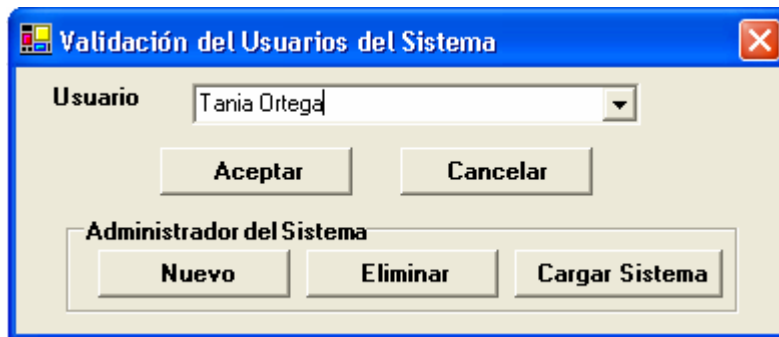 Validación del Usuarios del Sistema
Usuario Tania Ortega
Aceptar Cancelar
Administrador del Sistema
Nuevo Eliminar Cargar Sistema